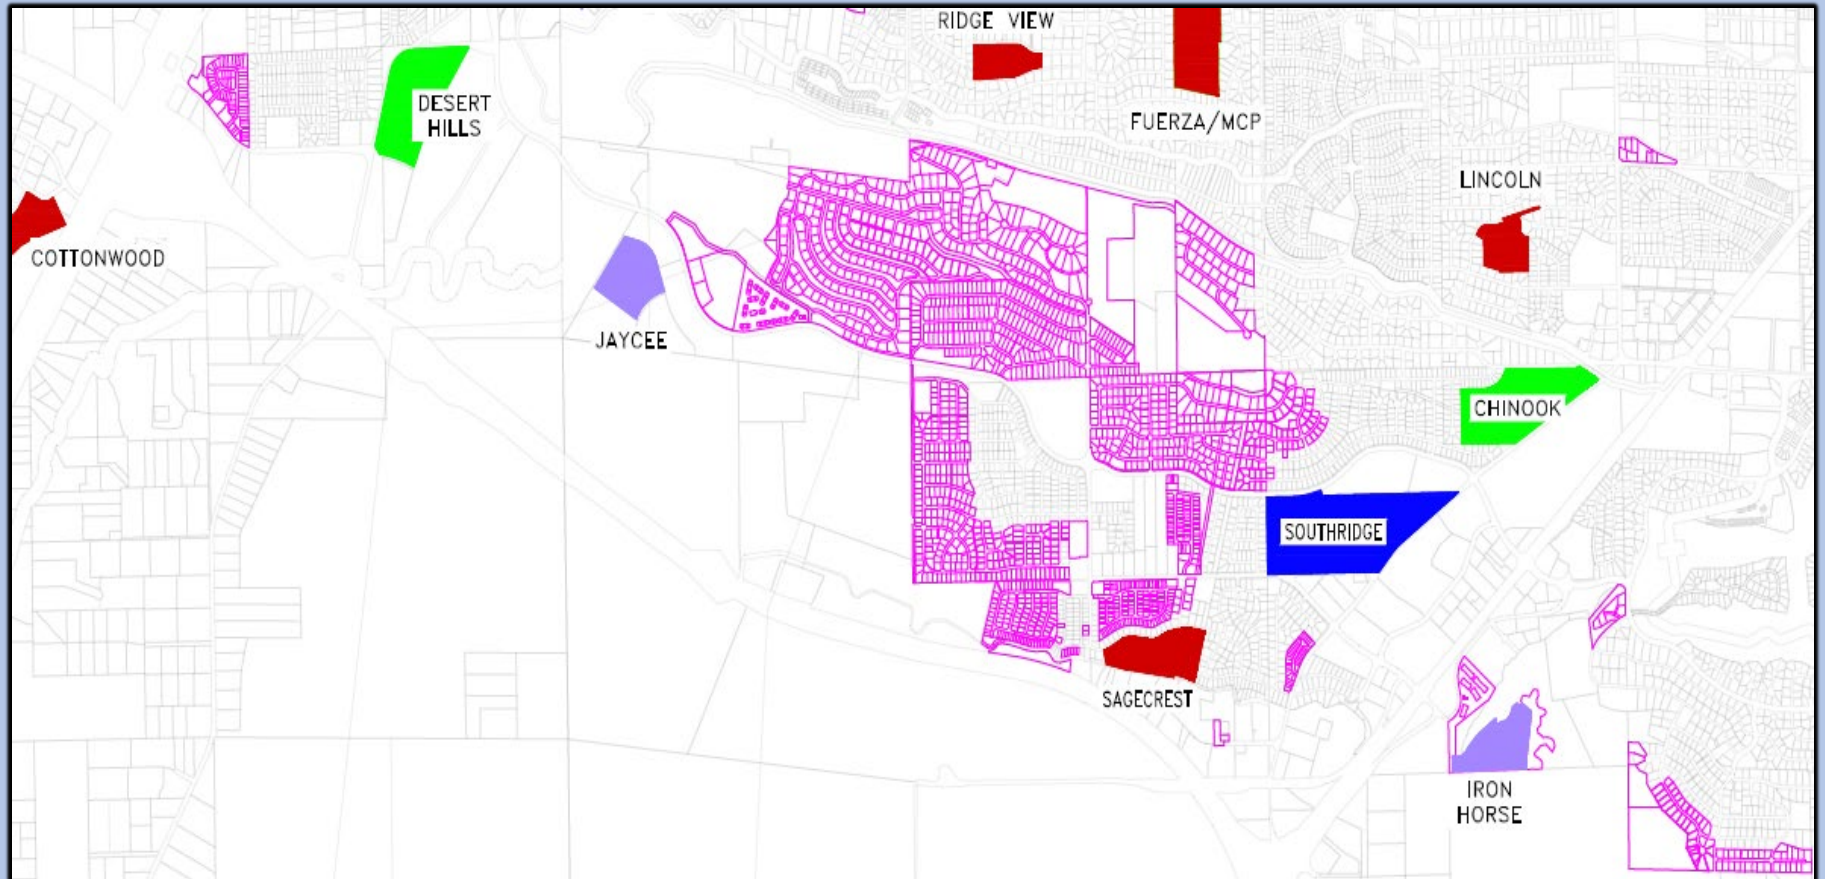 RIDGE VIEW
DESERT
HILLS
FUERZA/MCP
LINCOLN
COTTONWOOD
JAYCEE
CHINOOK
SOUTHRIDGE
SAGECREST
IRON
HORSE